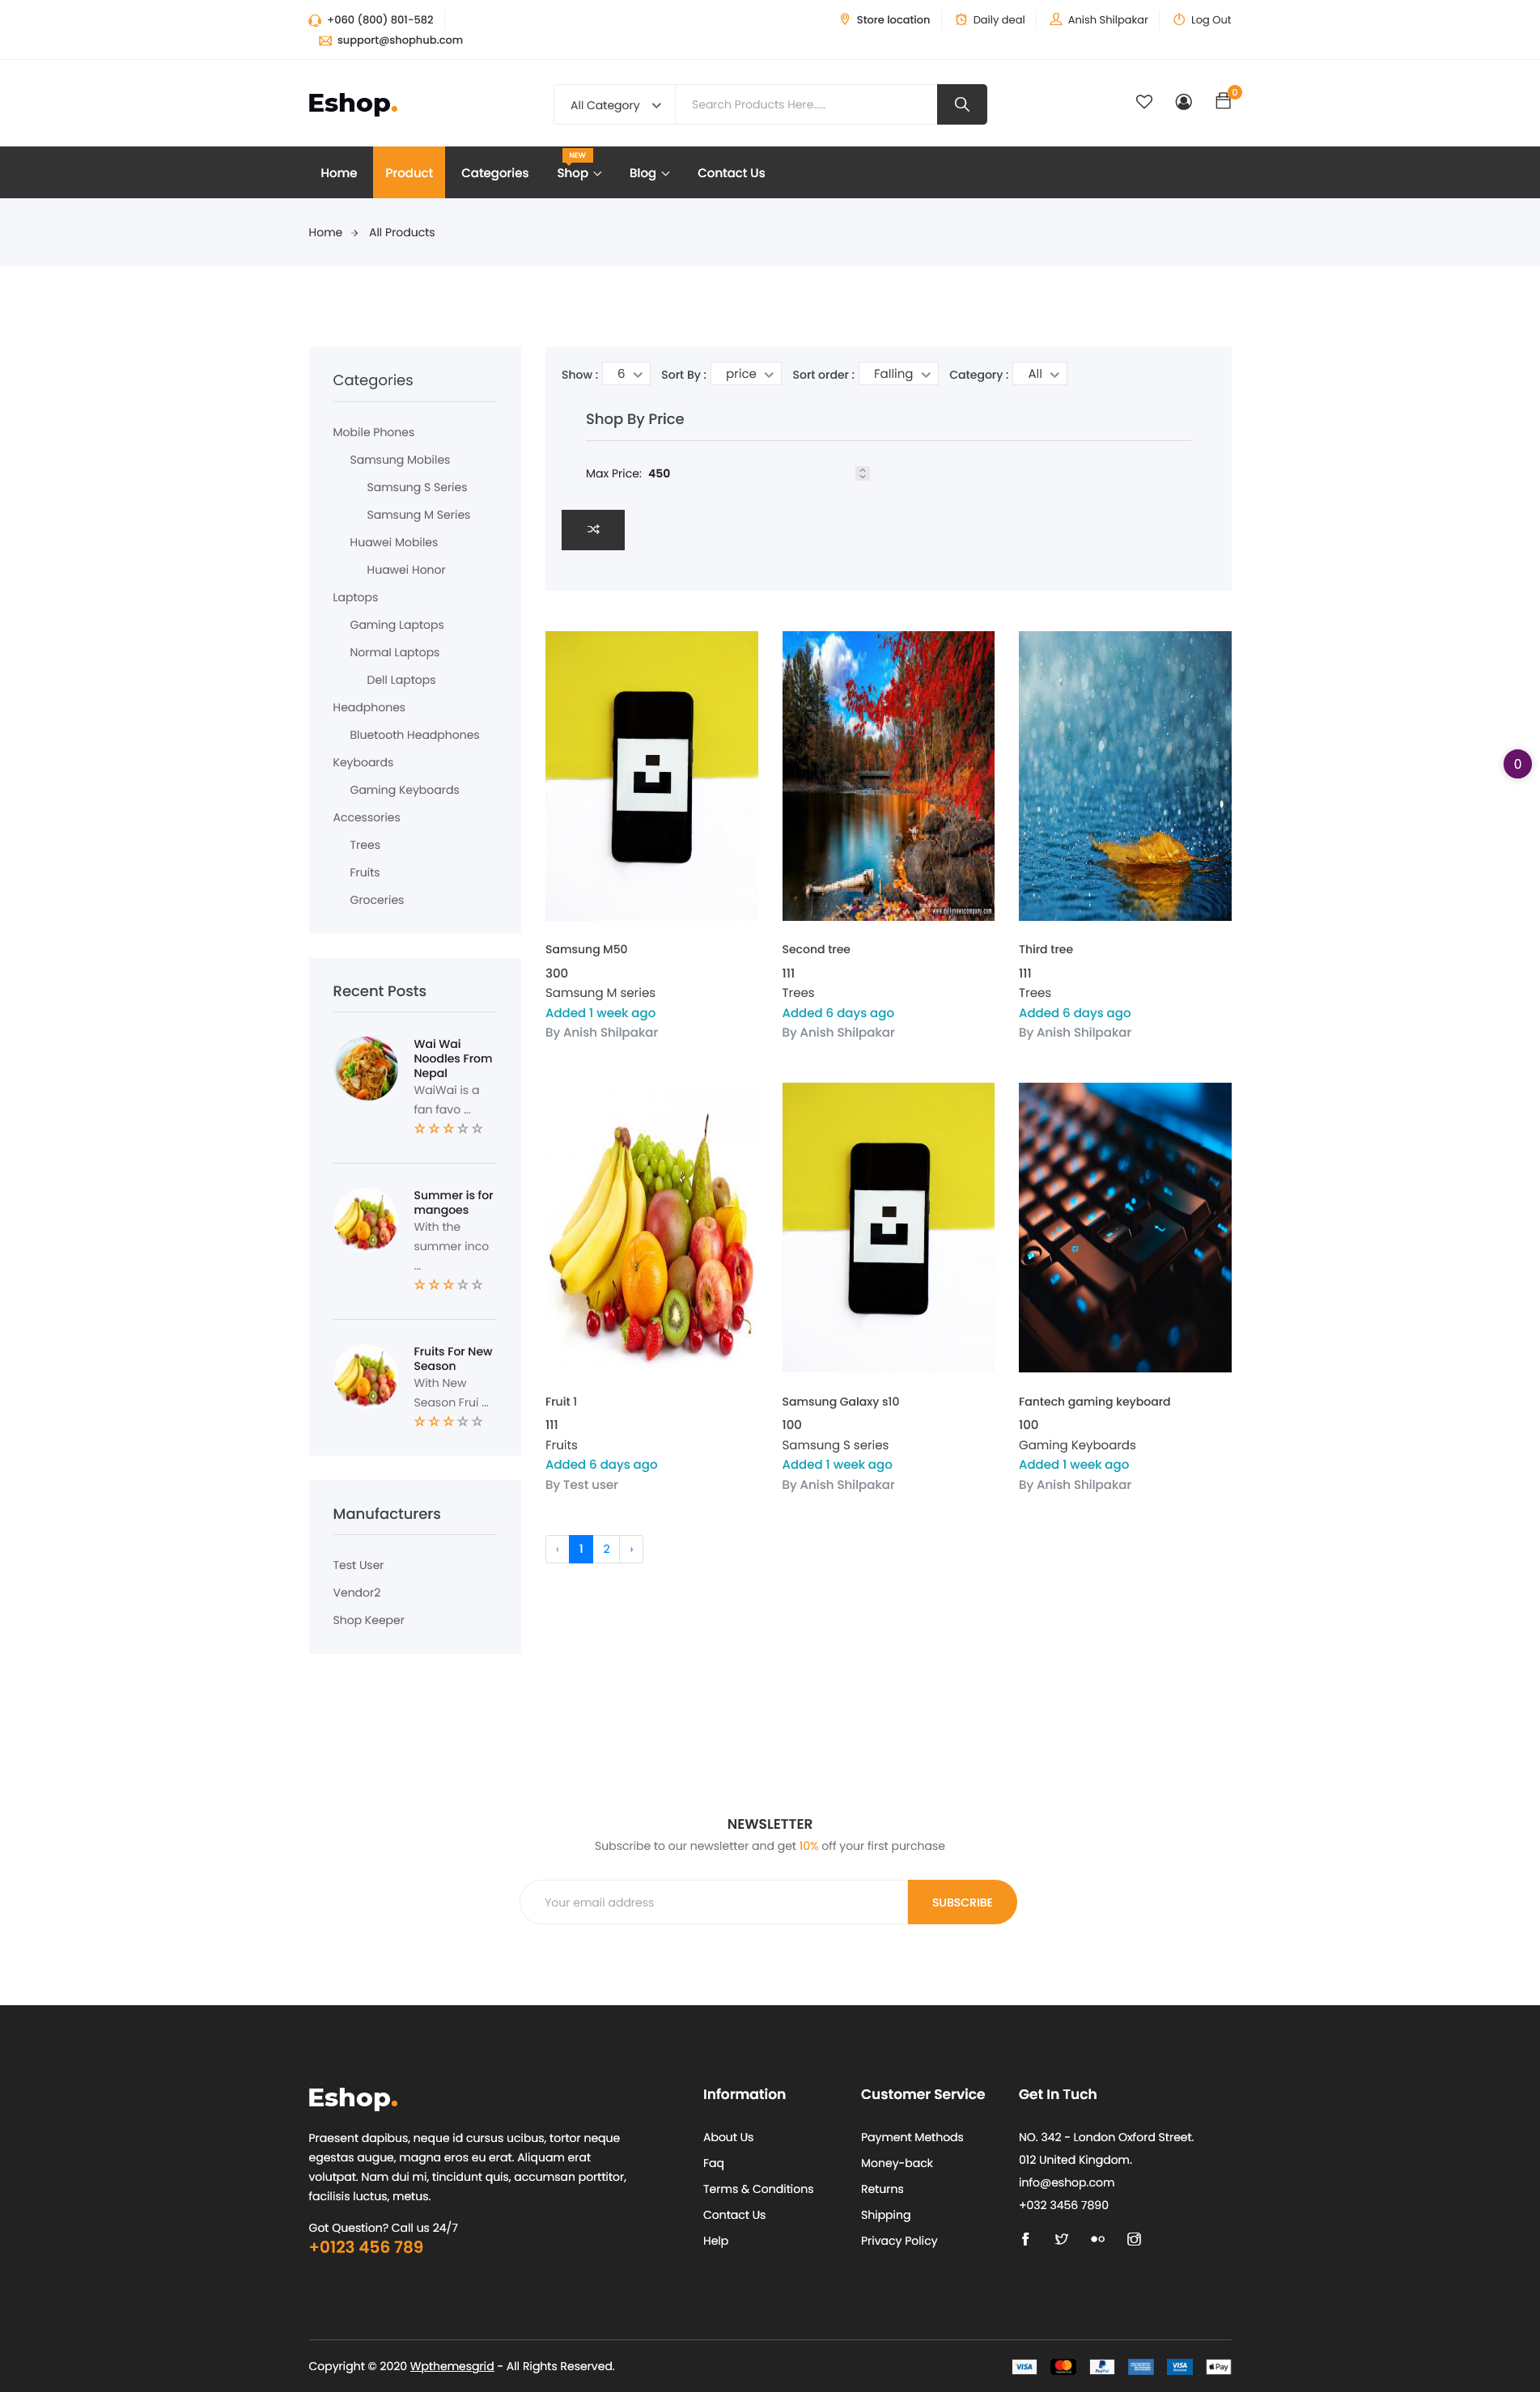 +060 (800) 801-582
support@shophub.com
Store location
Daily deal
Anish Shilpakar
Log Out
Eshop.
All Category
Search Products Here.....
0
Home
Product
Categories
NEW
Shop
Blog
Contact Us
Home
All Products
Categories
Mobile Phones
Samsung Mobiles
Samsung S Series
Samsung M Series
Huawei Mobiles
Huawei Honor
Laptops
Gaming Laptops
Normal Laptops
Dell Laptops
Headphones
Bluetooth Headphones
Keyboards
Gaming Keyboards
Accessories
Trees
Fruits
Groceries
Recent Posts
Wai Wai
Noodles From
Nepal
WaiWai is a
fan favo ...
Summer is for
mangoes
With the
summer inco
...
Fruits For New
Season
With New
Season Frui ...
Manufacturers
Test User
Vendor2
Shop Keeper
Show : 6 Sort By : price Sort order : Falling Category : All
Shop By Price
Max Price: 450
www.dailynewscompany.com
Samsung M50
300
Samsung M series
Added 1 week ago
By Anish Shilpakar
Second tree
111
Trees
Added 6 days ago
By Anish Shilpakar
Third tree
111
Trees
Added 6 days ago
By Anish Shilpakar
Fruit 1
111
Fruits
Added 6 days ago
By Test user
Samsung Galaxy s10
100
Samsung S series
Added 1 week ago
By Anish Shilpakar
Fantech gaming keyboard
100
Gaming Keyboards
Added 1 week ago
By Anish Shilpakar
‹ 1 2 ›
0
NEWSLETTER
Subscribe to our newsletter and get 10% off your first purchase
Your email address
SUBSCRIBE
Eshop.
Praesent dapibus, neque id cursus ucibus, tortor neque
egestas augue, magna eros eu erat. Aliquam erat
volutpat. Nam dui mi, tincidunt quis, accumsan porttitor,
facilisis luctus, metus.
Got Question? Call us 24/7
+0123 456 789
Information
About Us
Faq
Terms & Conditions
Contact Us
Help
Customer Service
Payment Methods
Money-back
Returns
Shipping
Privacy Policy
Get In Tuch
NO. 342 - London Oxford Street.
012 United Kingdom.
info@eshop.com
+032 3456 7890
Copyright © 2020 Wpthemesgrid - All Rights Reserved.
VISA
PayPal
VISA
Pay